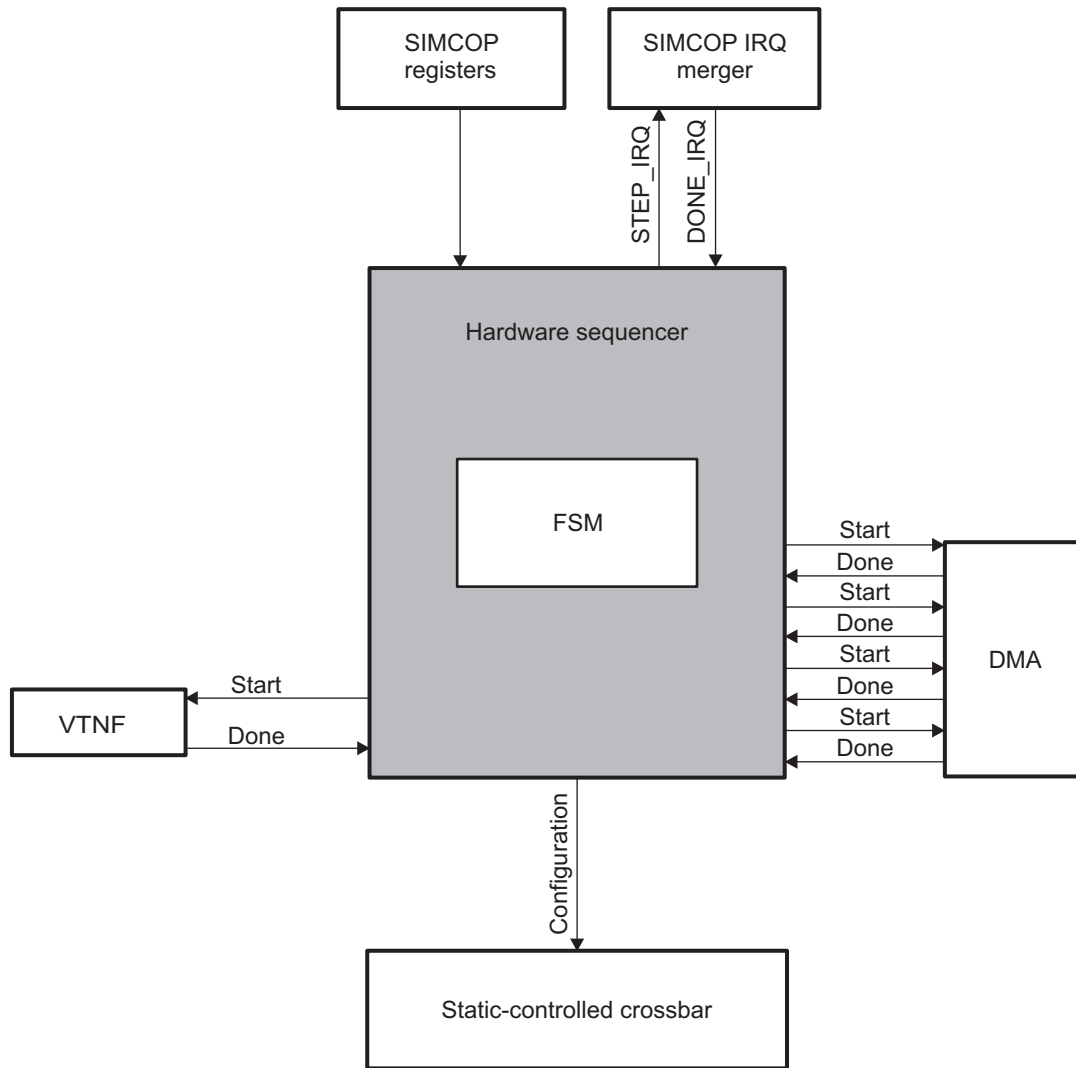 SIMCOP
registers
SIMCOP IRQ
merger
STEP_IRQ
DONE_IRQ
Hardware sequencer
FSM
Start
Done
Start
Done
Start
Done
Start
Done
DMA
Start
VTNF
Done
Configuration
Static-controlled crossbar